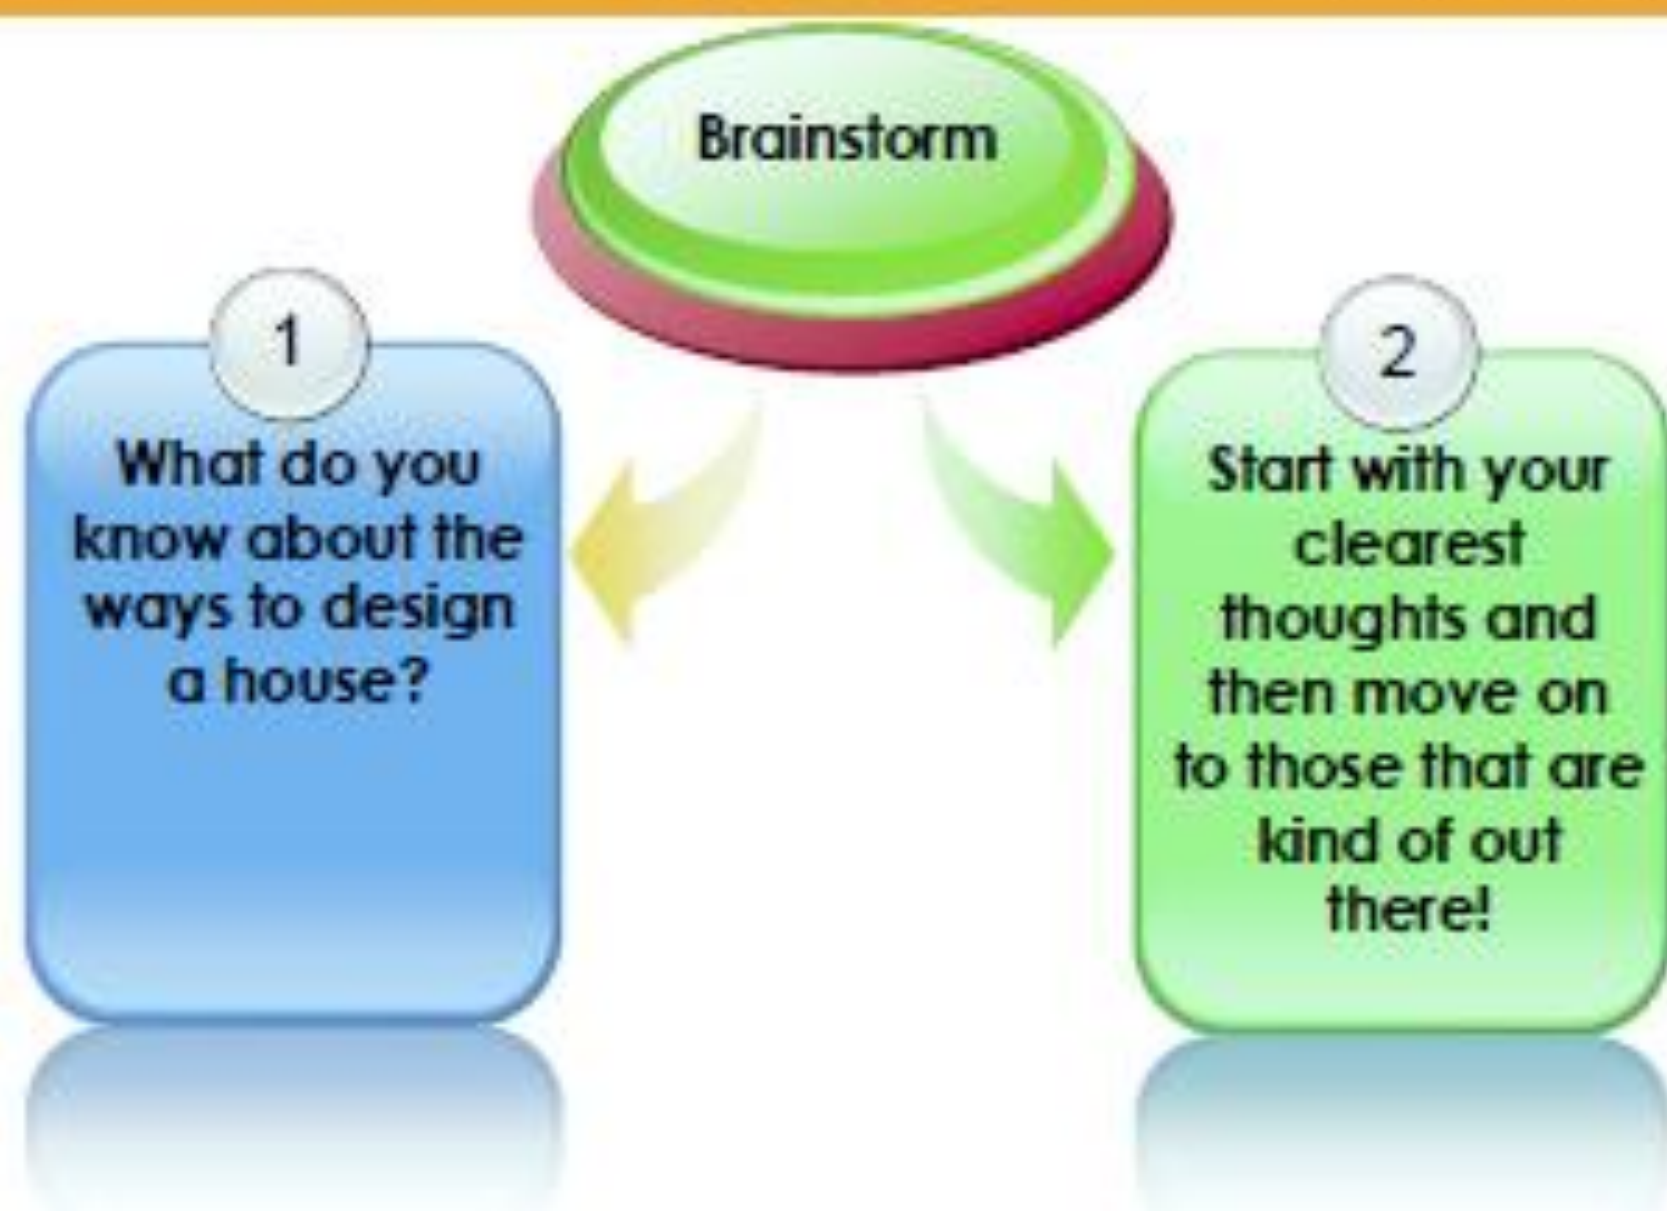 Brainstorm
1
What do you
know about the
ways to design
a house?
2
Start with your
clearest
thoughts and
then move on
to those that are
kind of out
there!